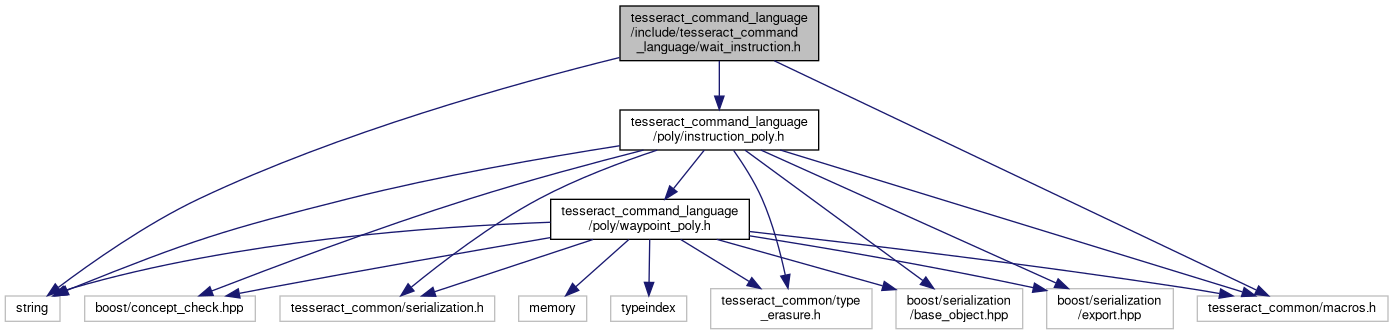 tesseract_command_language
/include/tesseract_command
_language/wait_instruction.h
tesseract_command_language
/poly/instruction_poly.h
tesseract_command_language
/poly/waypoint_poly.h
string
boost/concept_check.hpp
tesseract_common/serialization.h
memory
typeindex
tesseract_common/type
_erasure.h
boost/serialization
/base_object.hpp
boost/serialization
/export.hpp
tesseract_common/macros.h